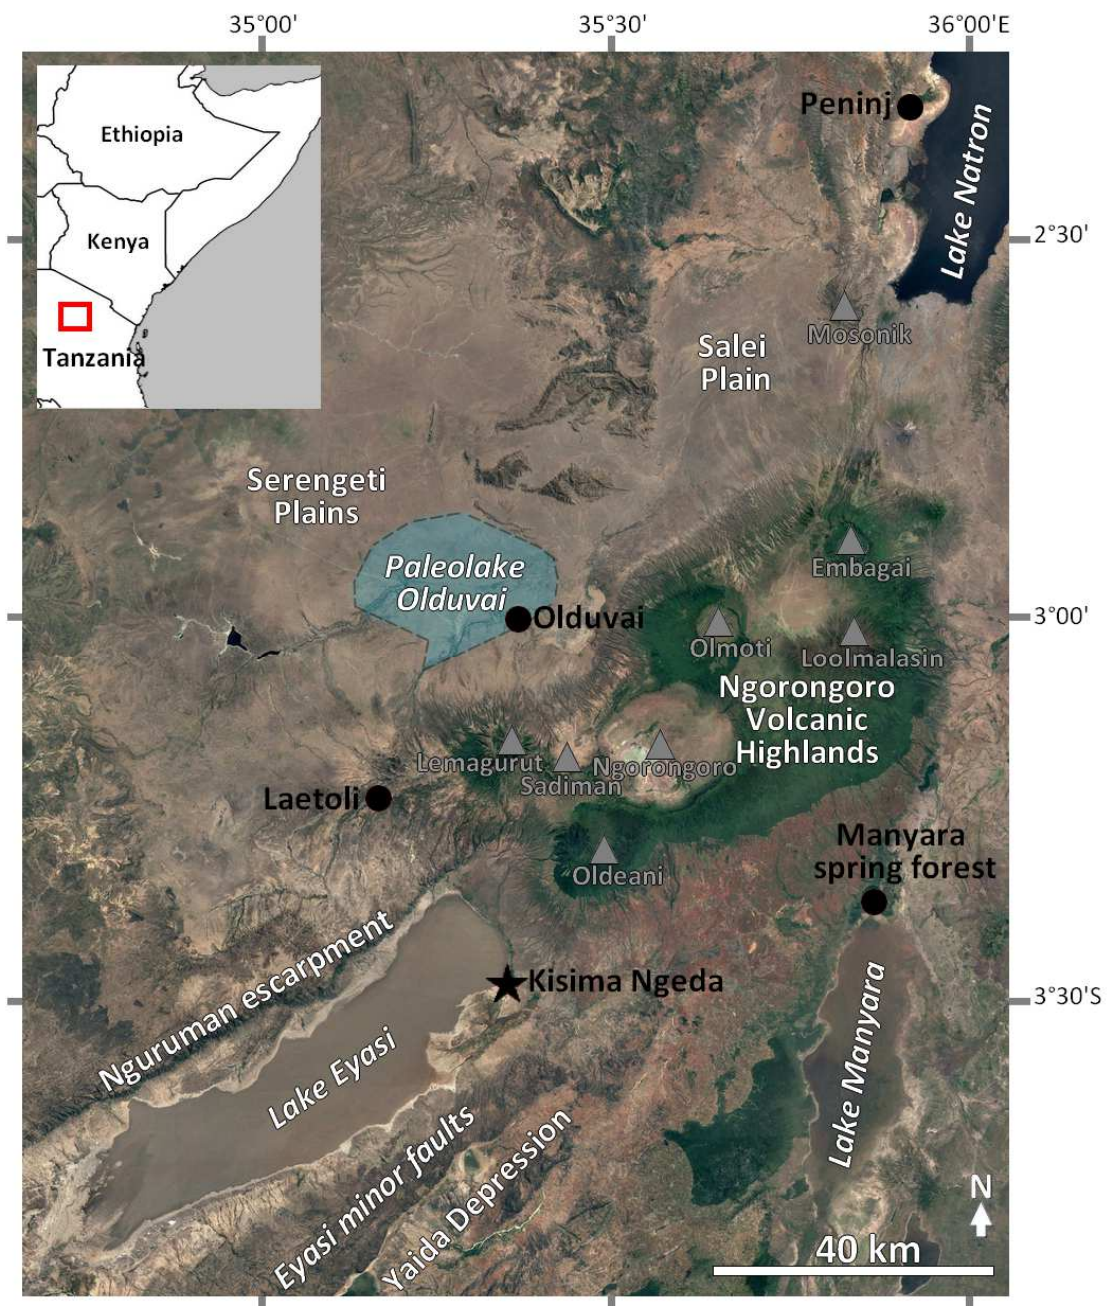 35°00'
35°30'
36°00'E
Ethiopia
Kenya
Tanzania
Peninj
Lake Natron
2°30'
Mosonik
Salei
Plain
Serengeti
Plains
Embagai
Paleolake
Olduvai
Olduvai
3°00'
Olmoti
Loolmalasin
Ngorongoro
Volcanic
Highlands
Lemagurut
Sadiman
Ngorongoro
Laetoli
Manyara
spring forest
Oldeani
Nguruman escarpment
Kisima Ngeda
3°30'S
Lake Eyasi
Lake Manyara
Eyasi minor faults
Yaida Depression
N
40 km